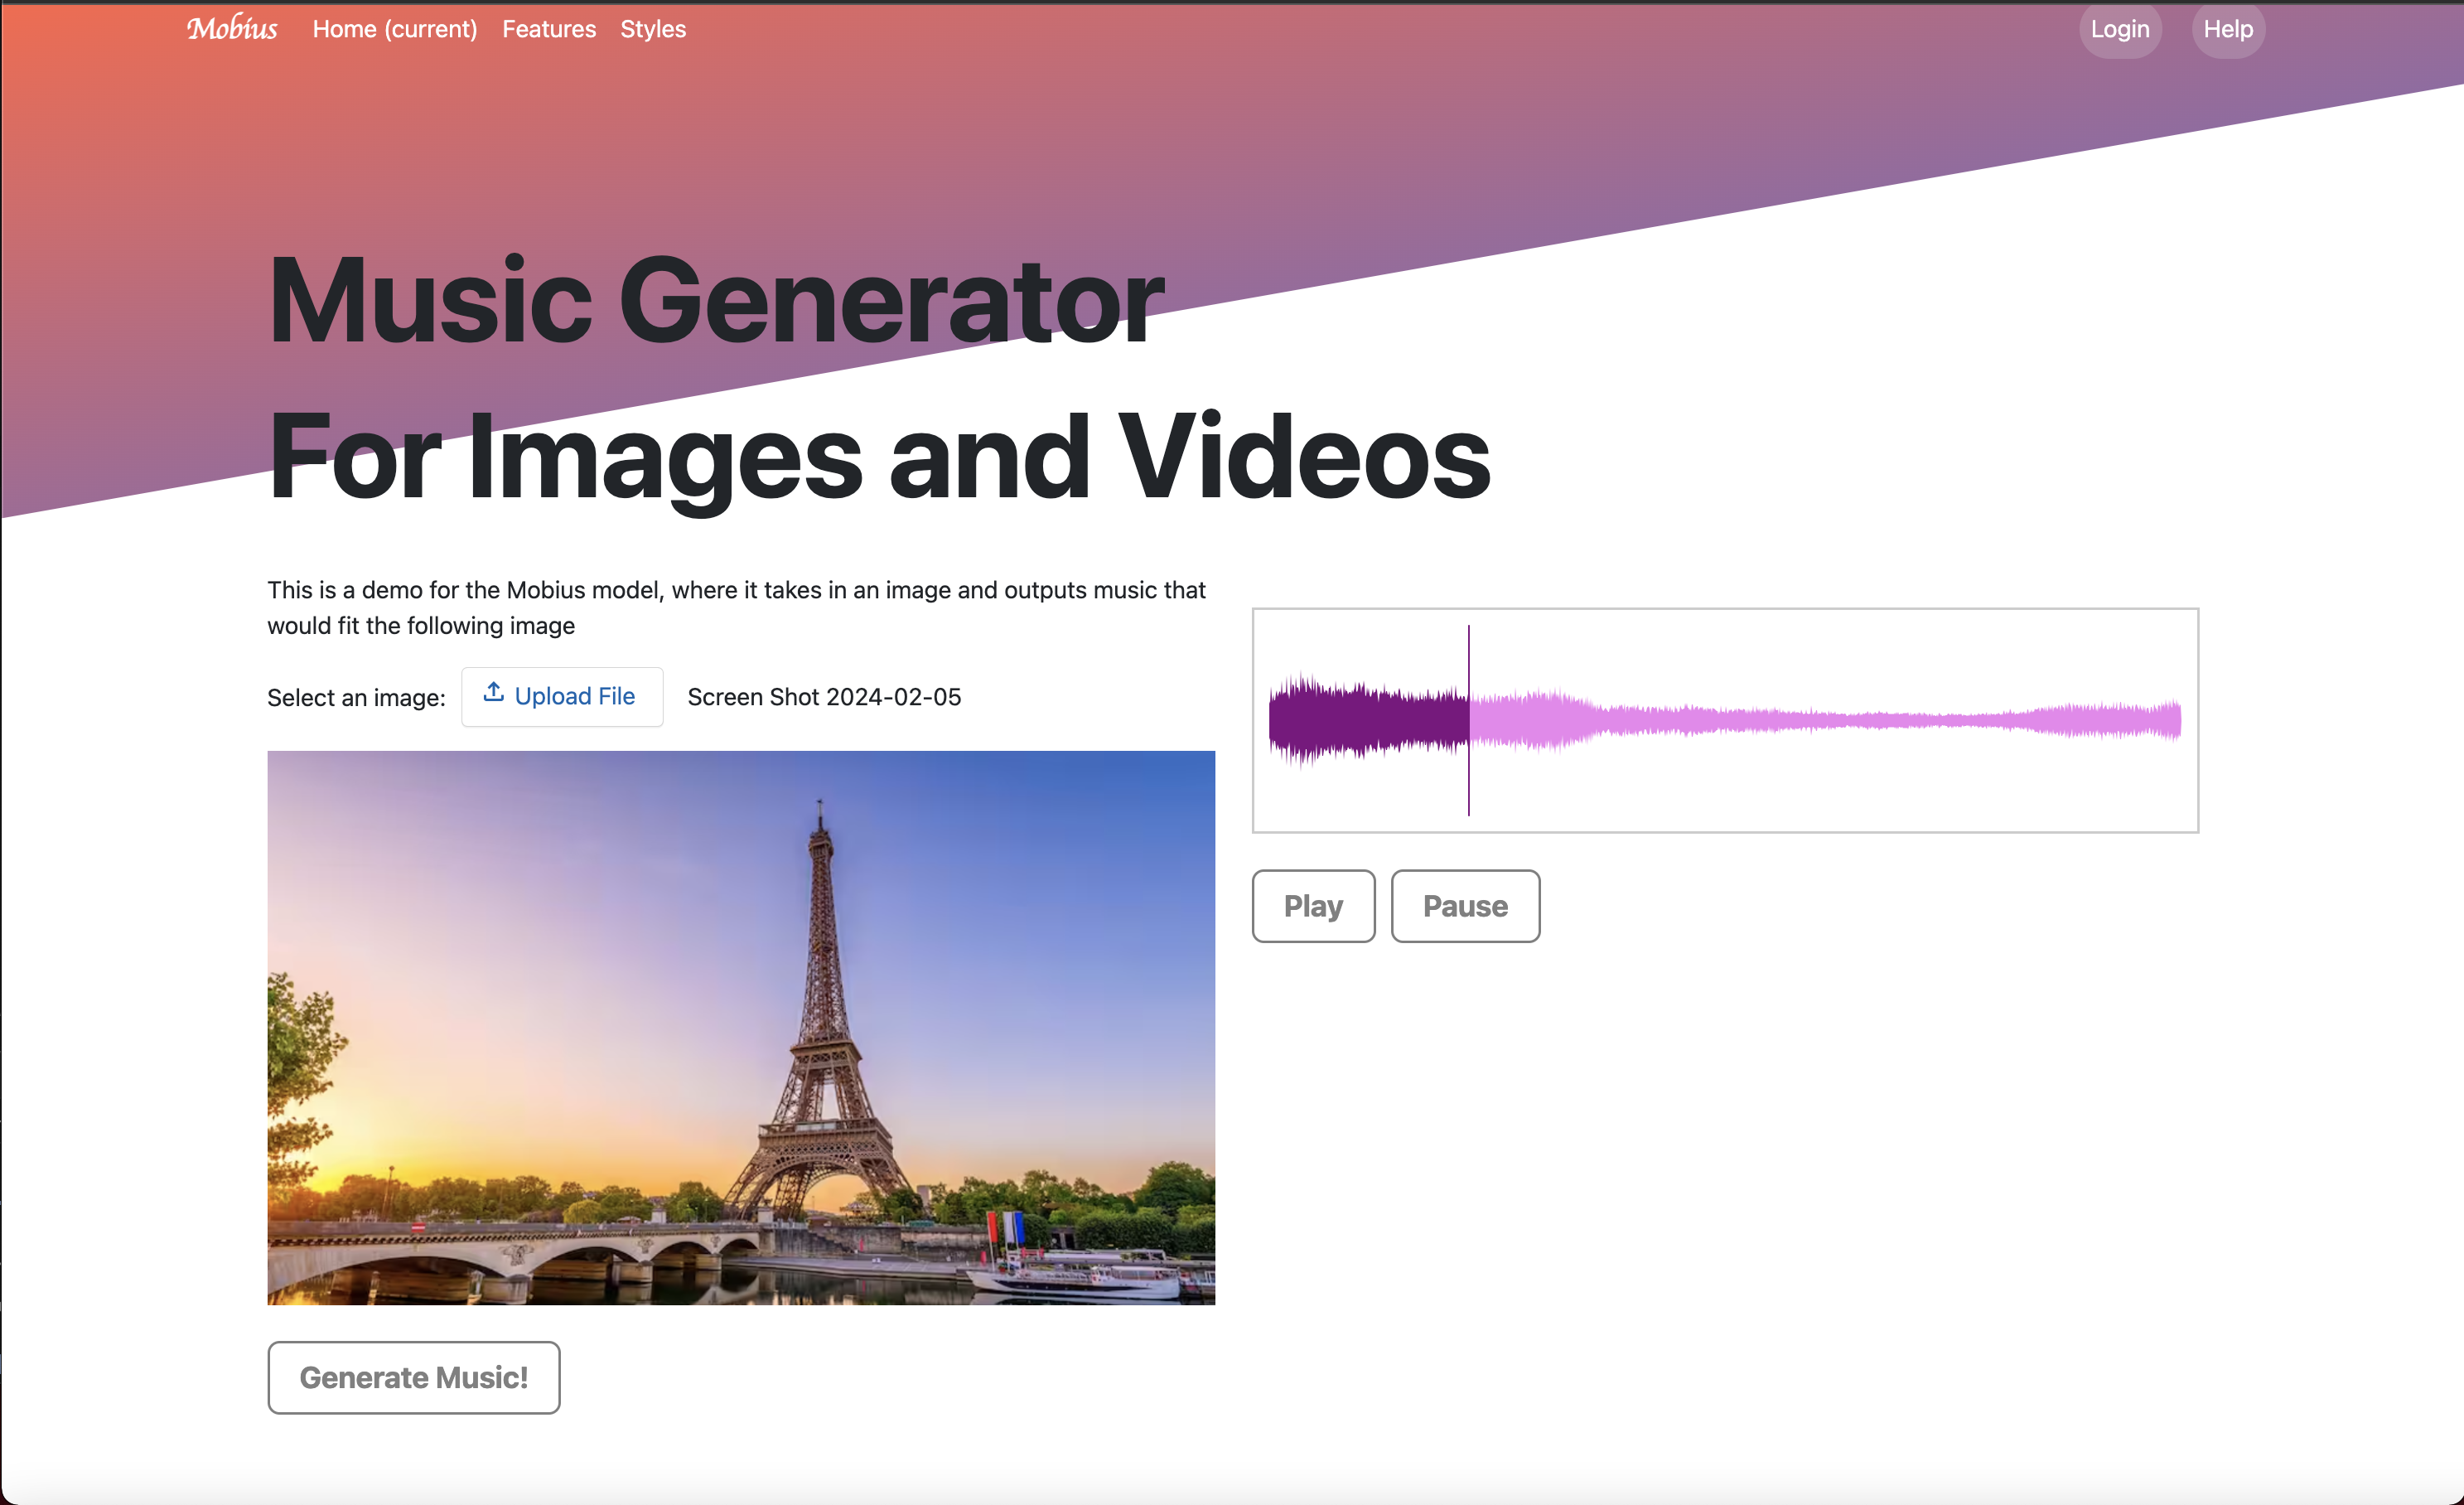 Mobius Home (current) Features Styles Login Help
Music Generator
For Images and Videos
This is a demo for the Mobius model, where it takes in an image and outputs music that
would fit the following image
Select an image: Upload File Screen Shot 2024-02-05
Play Pause
Generate Music!